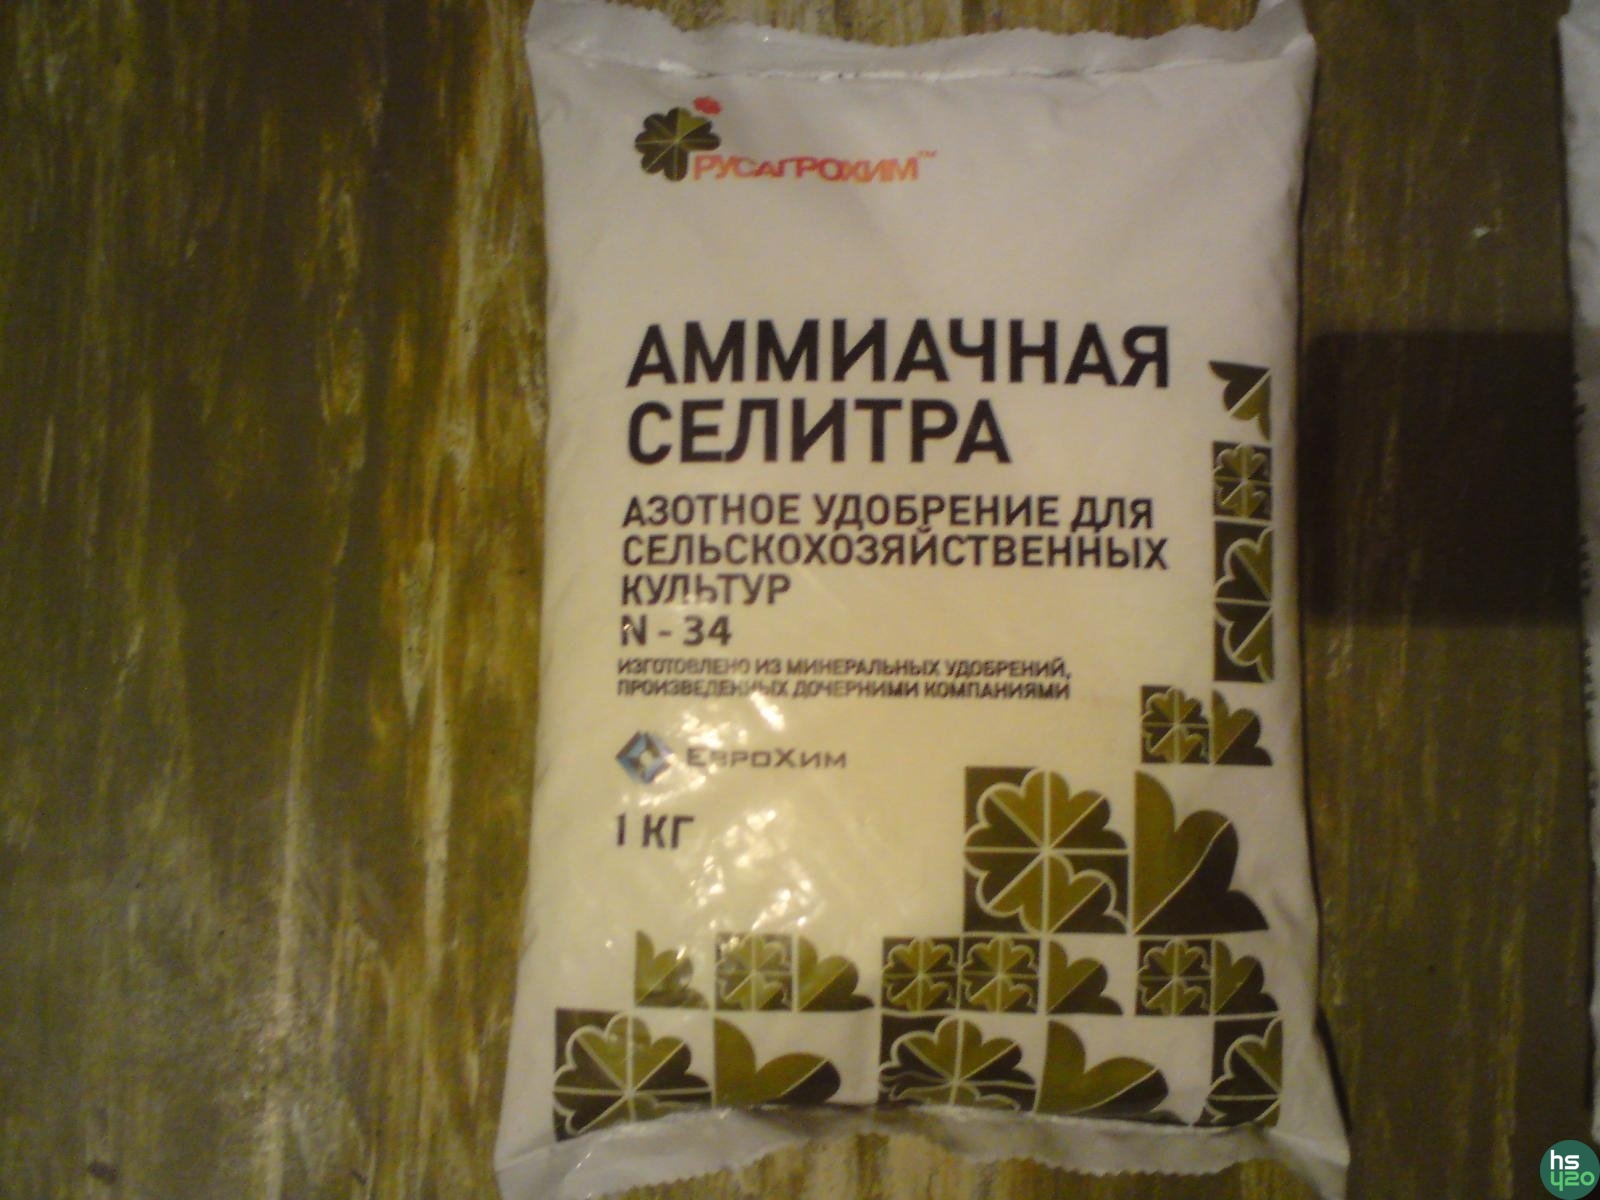 РУСАГРОХИМ™
АММИАЧНАЯ
СЕЛИТРА
АЗОТНОЕ УДОБРЕНИЕ ДЛЯ
СЕЛЬСКОХОЗЯЙСТВЕННЫХ
КУЛЬТУР
N - 34
ИЗГОТОВЛЕНО ИЗ МИНЕРАЛЬНЫХ УДОБРЕНИЙ,
ПРОИЗВЕДЕННЫХ ДОЧЕРНИМИ КОМПАНИЯМИ
ЕвроХим
1 КГ
hs
420